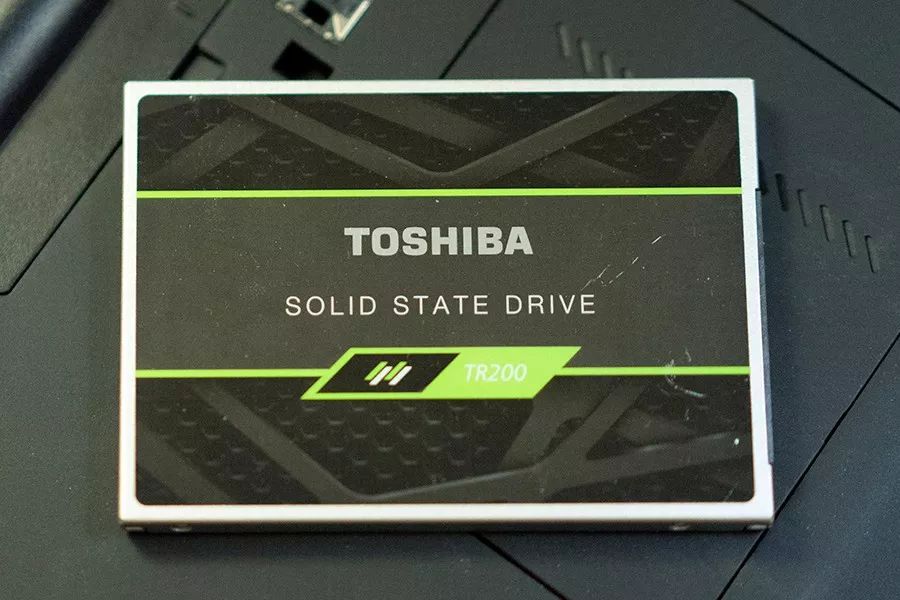 TOSHIBA
SOLID STATE DRIVE
TR200